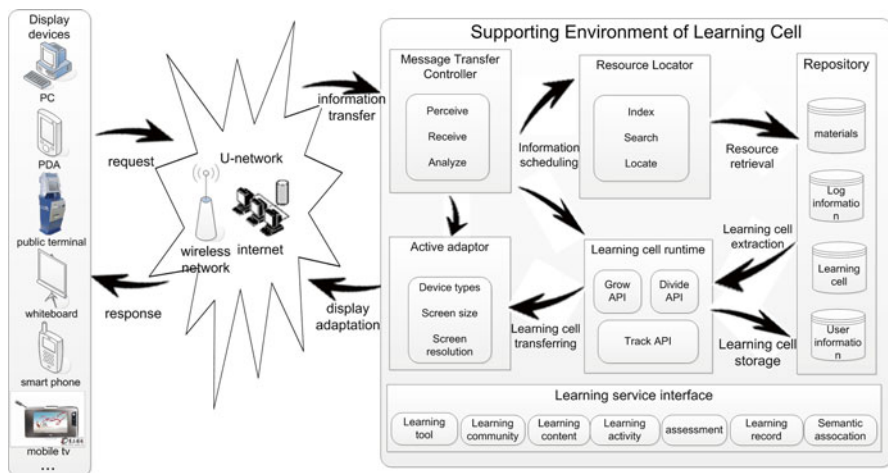 Display
devices
PC
PDA
public terminal
whiteboard
smart phone
mobile tv
...
request
response
U-network
wireless
network
internet
information
transfer
display
adaptation
Supporting Environment of Learning Cell
Message Transfer
Controller
Perceive
Receive
Analyze
Information
scheduling
Resource Locator
Index
Search
Locate
Resource
retrieval
Repository
materials
Log
informatio
n
Learning
cell
User
informatio
n
Active adaptor
Device types
Screen size
Screen
resolution
Learning cell
transferring
Learning cell runtime
Grow
API
Divide
API
Track API
Learning cell
extraction
Learning cell
storage
Learning service interface
Learning
tool
Learning
community
Learning
content
Learning
activity
assessment
Learning
record
Semantic
assocation